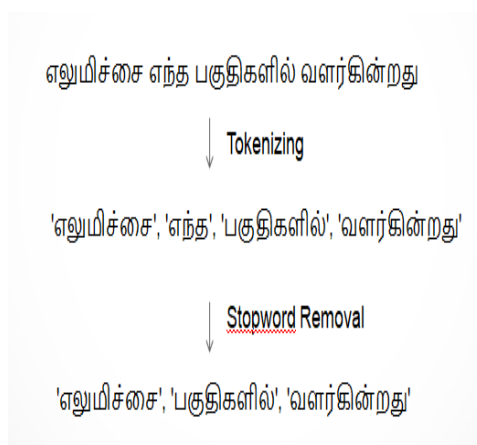 எலுமிச்சை எந்த பகுதிகளில் வளர்கின்றது
Tokenizing
'எலுமிச்சை', 'எந்த', 'பகுதிகளில்', 'வளர்கின்றது'
Stopword Removal
'எலுமிச்சை', 'பகுதிகளில்', 'வளர்கின்றது'